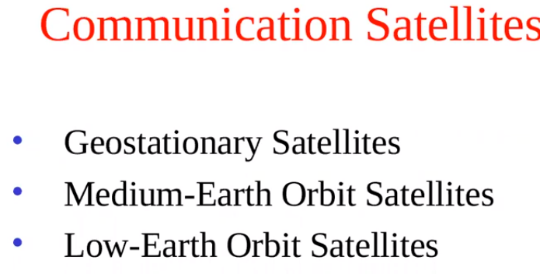 Communication Satellites
• Geostationary Satellites
• Medium-Earth Orbit Satellites
• Low-Earth Orbit Satellites